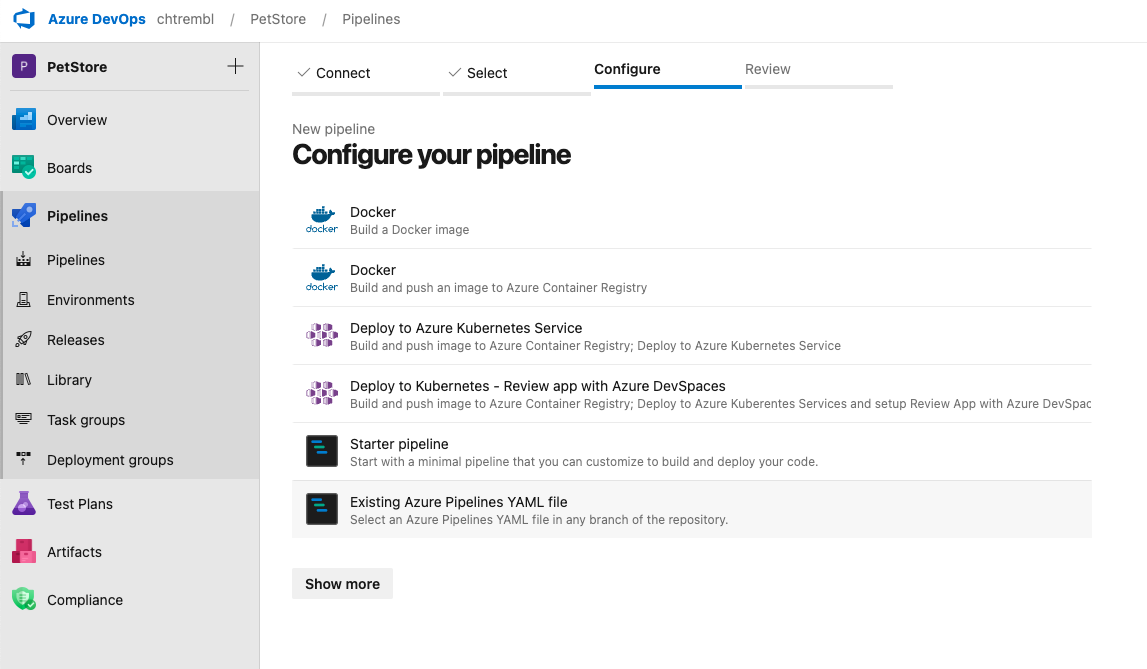 Azure DevOps chtrembl / PetStore / Pipelines
P PetStore
Overview
Boards
Pipelines
Pipelines
Environments
Releases
Library
Task groups
Deployment groups
Test Plans
Artifacts
Compliance
Connect Select Configure Review
New pipeline
Configure your pipeline
docker Docker
Build a Docker image
docker Docker
Build and push an image to Azure Container Registry
Deploy to Azure Kubernetes Service
Build and push image to Azure Container Registry; Deploy to Azure Kubernetes Service
Deploy to Kubernetes - Review app with Azure DevSpaces
Build and push image to Azure Container Registry; Deploy to Azure Kuberentes Services and setup Review App with Azure DevSpac
Starter pipeline
Start with a minimal pipeline that you can customize to build and deploy your code.
Existing Azure Pipelines YAML file
Select an Azure Pipelines YAML file in any branch of the repository.
Show more